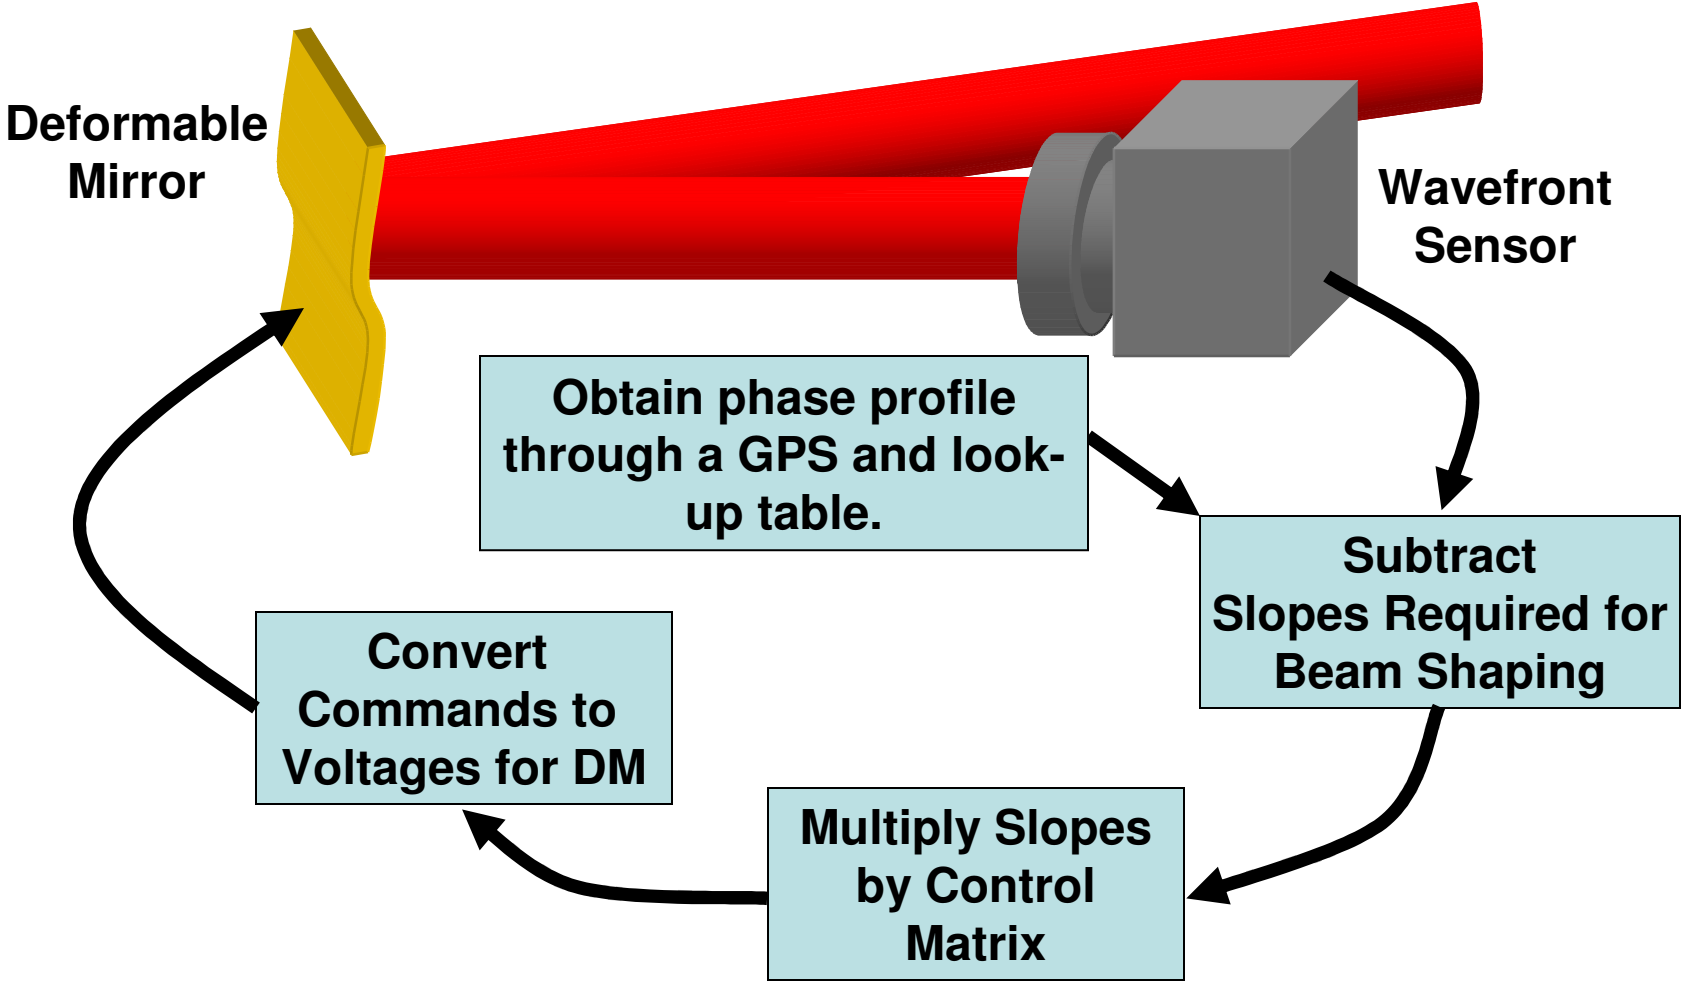 Deformable
Mirror
Wavefront
Sensor
Obtain phase profile
through a GPS and look-
up table.
Subtract
Slopes Required for
Beam Shaping
Convert
Commands to
Voltages for DM
Multiply Slopes
by Control
Matrix